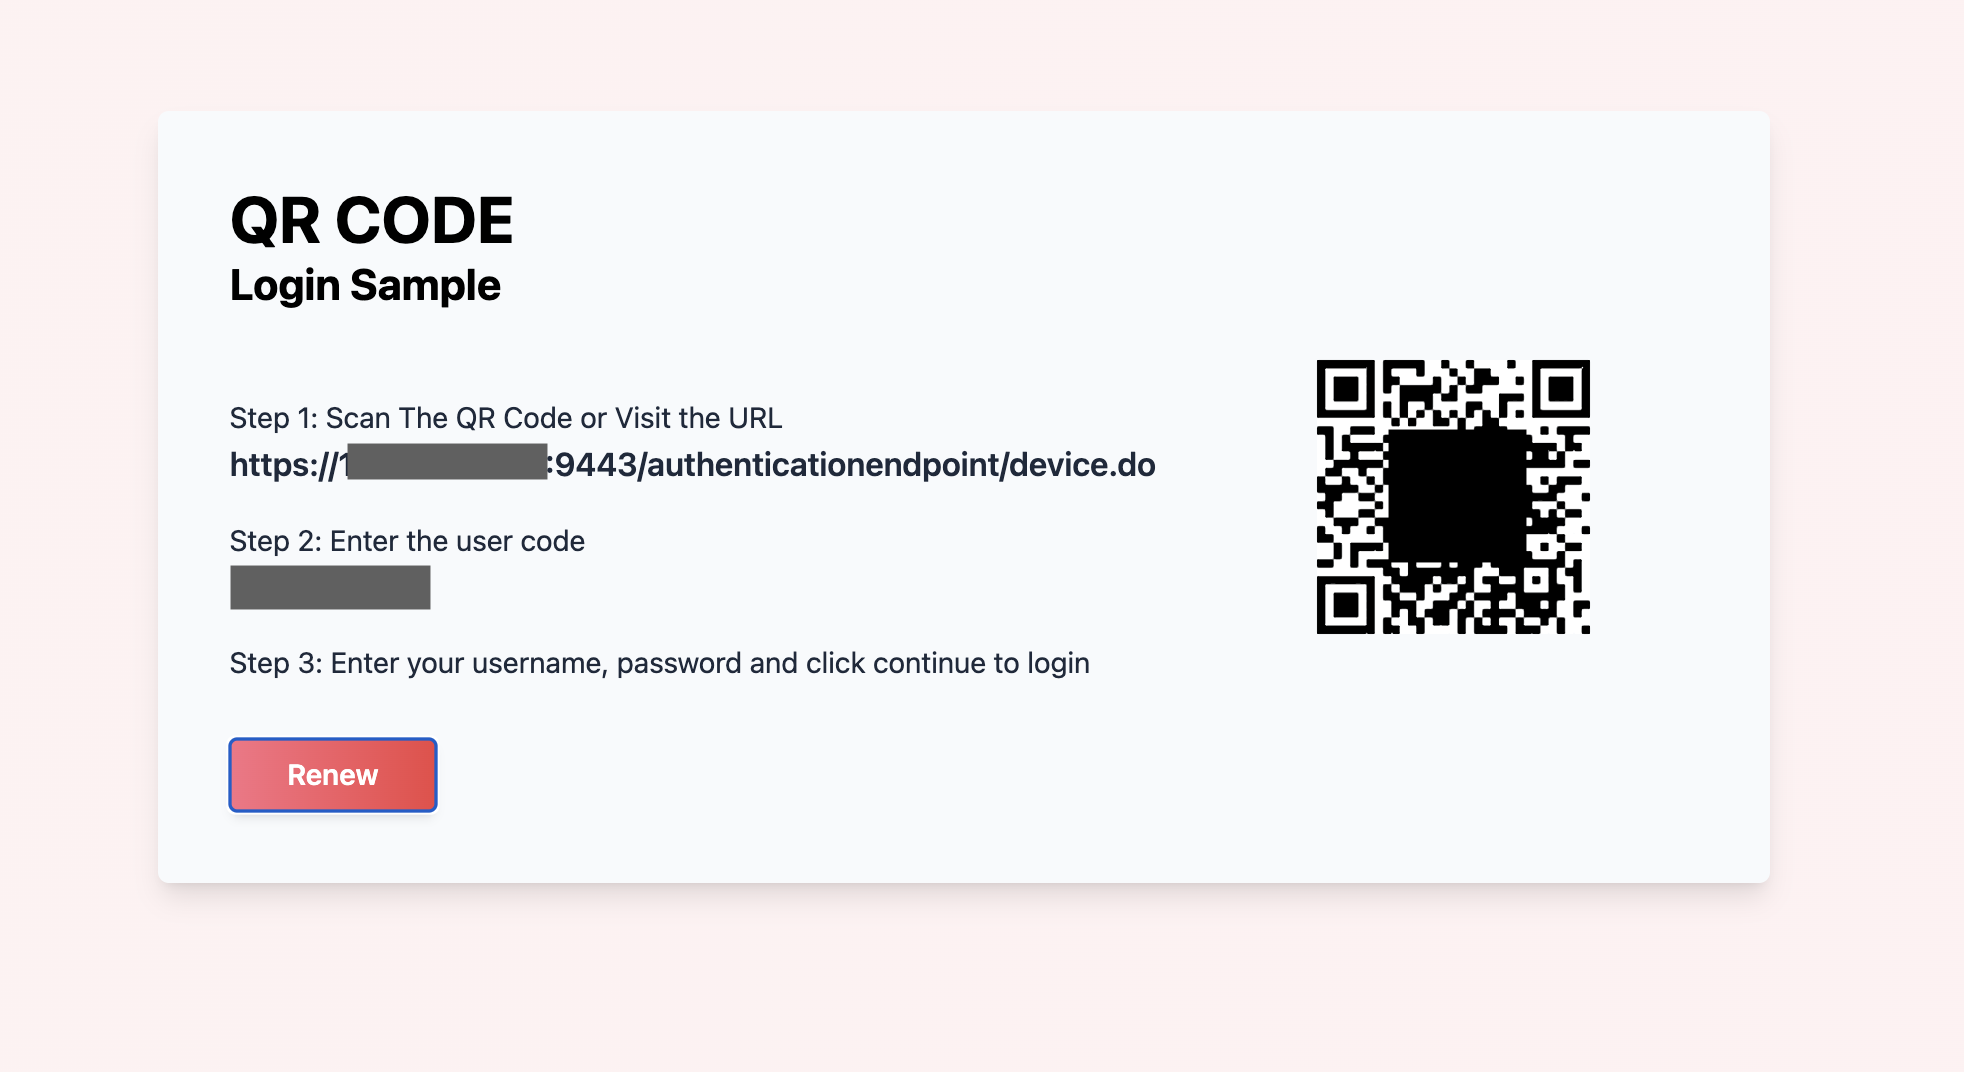 QR CODE
Login Sample
Step 1: Scan The QR Code or Visit the URL
https://1 :9443/authenticationendpoint/device.do
Step 2: Enter the user code
Step 3: Enter your username, password and click continue to login
Renew